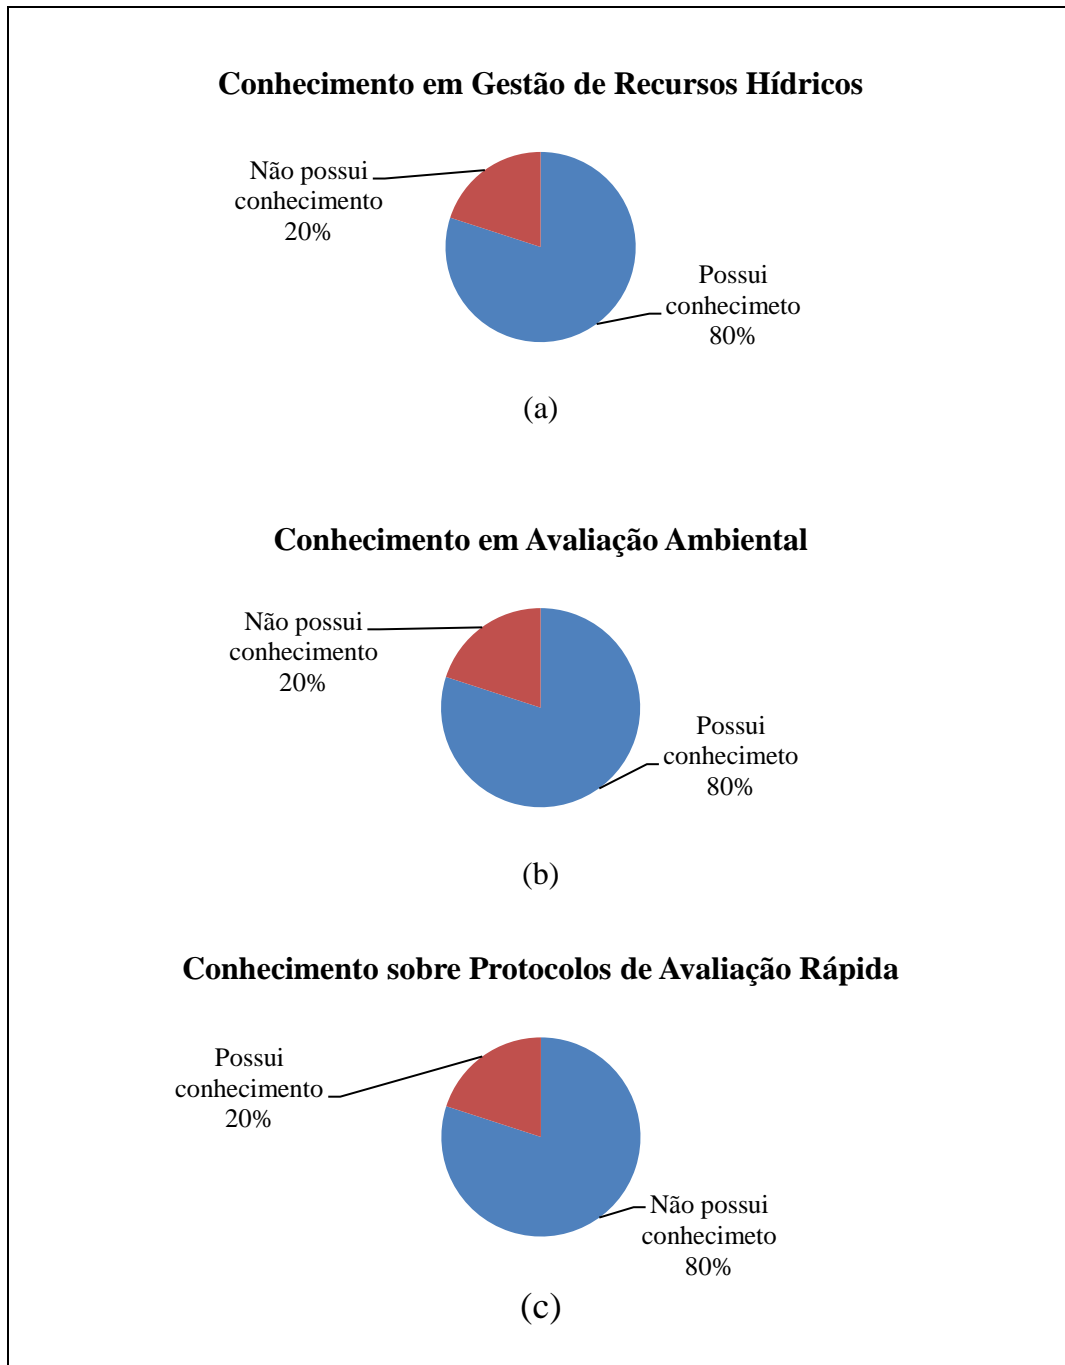 Conhecimento em Gestão de Recursos Hídricos
Não possui
conhecimento
20%
Possui
conhecimeto
80%
(a)
Conhecimento em Avaliação Ambiental
Não possui
conhecimento
20%
Possui
conhecimeto
80%
(b)
Conhecimento sobre Protocolos de Avaliação Rápida
Possui
conhecimento
20%
Não possui
conhecimeto
80%
(c)